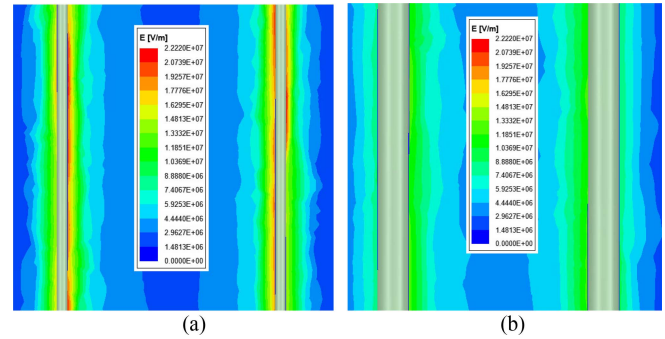 E [V/m]
2.2220E+07
2.0739E+07
1.9257E+07
1.7776E+07
1.6295E+07
1.4813E+07
1.3332E+07
1.1851E+07
1.0369E+07
8.8880E+06
7.4067E+06
5.9253E+06
4.4440E+06
2.9627E+06
1.4813E+06
0.0000E+00
(a)
E [V/m]
2.2220E+07
2.0739E+07
1.9257E+07
1.7776E+07
1.6295E+07
1.4813E+07
1.3332E+07
1.1851E+07
1.0369E+07
8.8880E+06
7.4067E+06
5.9253E+06
4.4440E+06
2.9627E+06
1.4813E+06
0.0000E+00
(b)